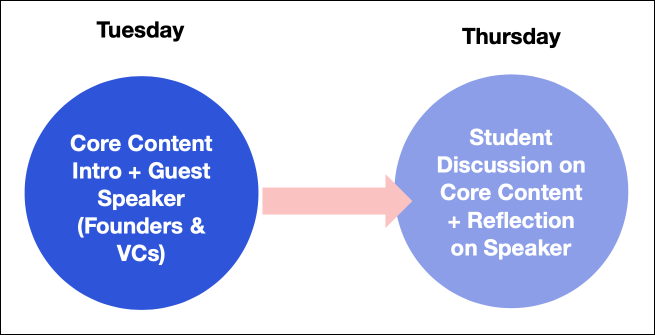 Tuesday
Core Content
Intro + Guest
Speaker
(Founders &
VCs)
Thursday
Student
Discussion on
Core Content
+ Reflection
on Speaker